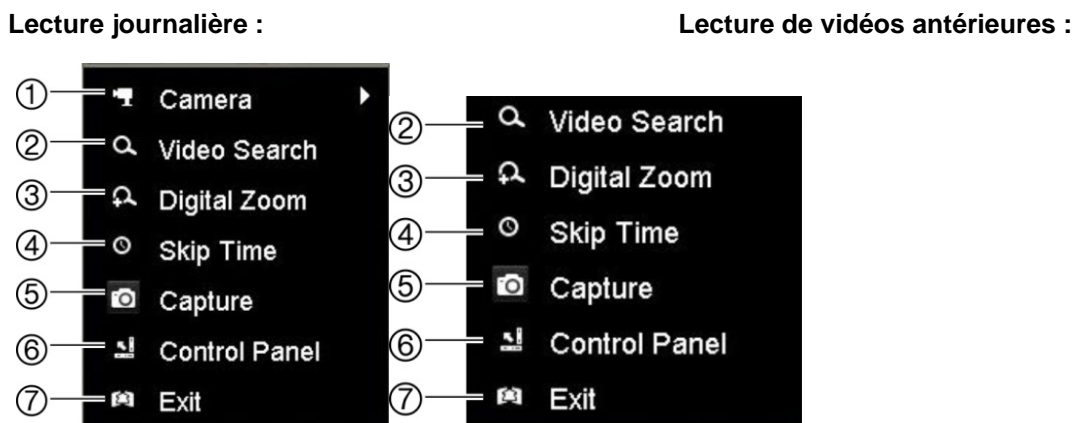 Lecture journalière :
① Camera
② Video Search
③ Digital Zoom
④ Skip Time
⑤ Capture
⑥ Control Panel
⑦ Exit
Lecture de vidéos antérieures :
② Video Search
③ Digital Zoom
④ Skip Time
⑤ Capture
⑥ Control Panel
⑦ Exit